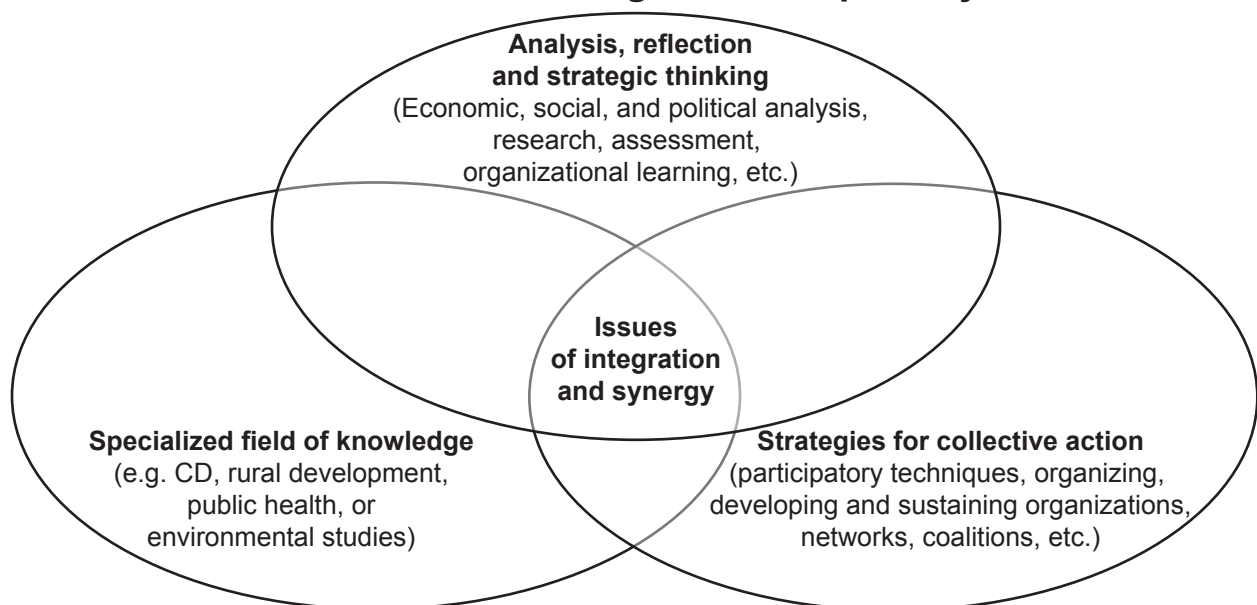 Analysis, reflection
and strategic thinking
(Economic, social, and political analysis,
research, assessment,
organizational learning, etc.)
Issues
of integration
and synergy
Specialized field of knowledge
(e.g. CD, rural development,
public health, or
environmental studies)
Strategies for collective action
(participatory techniques, organizing,
developing and sustaining organizations,
networks, coalitions, etc.)